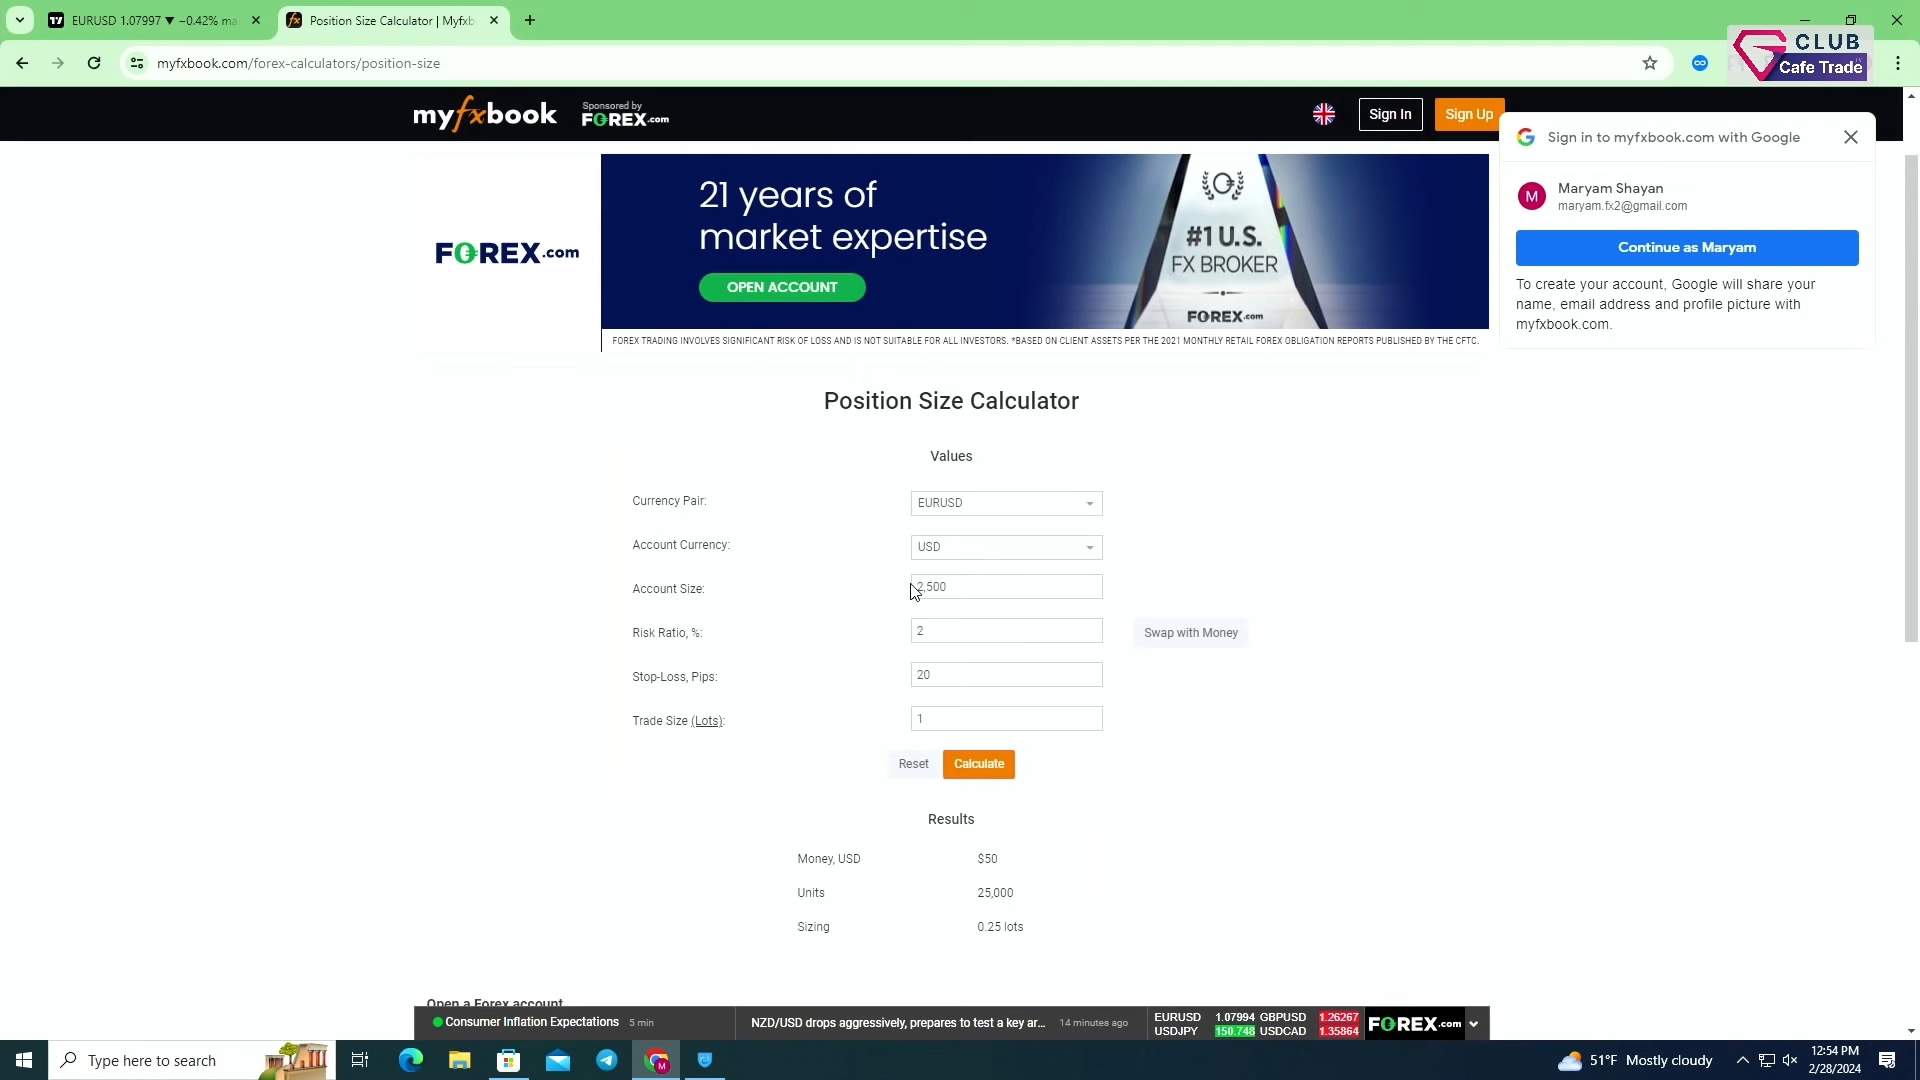 EURUSD 1.07997 ▼ −0.42% ma
Position Size Calculator | Myfxb
CLUB
Cafe Trade
myfxbook.com/forex-calculators/position-size
myfxbook
Sponsored by
FOREX.com
Sign In
Sign Up
Sign in to myfxbook.com with Google
M
Maryam Shayan
maryam.fx2@gmail.com
Continue as Maryam
To create your account, Google will share your
name, email address and profile picture with
myfxbook.com.
FOREX.com
21 years of
market expertise
OPEN ACCOUNT
#1 U.S.
FX BROKER
FOREX.com
FOREX TRADING INVOLVES SIGNIFICANT RISK OF LOSS AND IS NOT SUITABLE FOR ALL INVESTORS. *BASED ON CLIENT ASSETS PER THE 2021 MONTHLY RETAIL FOREX OBLIGATION REPORTS PUBLISHED BY THE CFTC.
Position Size Calculator
Values
Currency Pair: EURUSD
Account Currency: USD
Account Size: 2,500
Risk Ratio, %: 2 Swap with Money
Stop-Loss, Pips: 20
Trade Size (Lots): 1
Reset Calculate
Results
Money, USD $50
Units 25,000
Sizing 0.25 lots
Open a Forex account
Consumer Inflation Expectations 5 min
NZD/USD drops aggressively, prepares to test a key ar... 14 minutes ago
EURUSD 1.07994 GBPUSD 1.26267
USDJPY 150.748 USDCAD 1.35864
FOREX.com
Type here to search
M
51°F Mostly cloudy
12:54 PM
2/28/2024